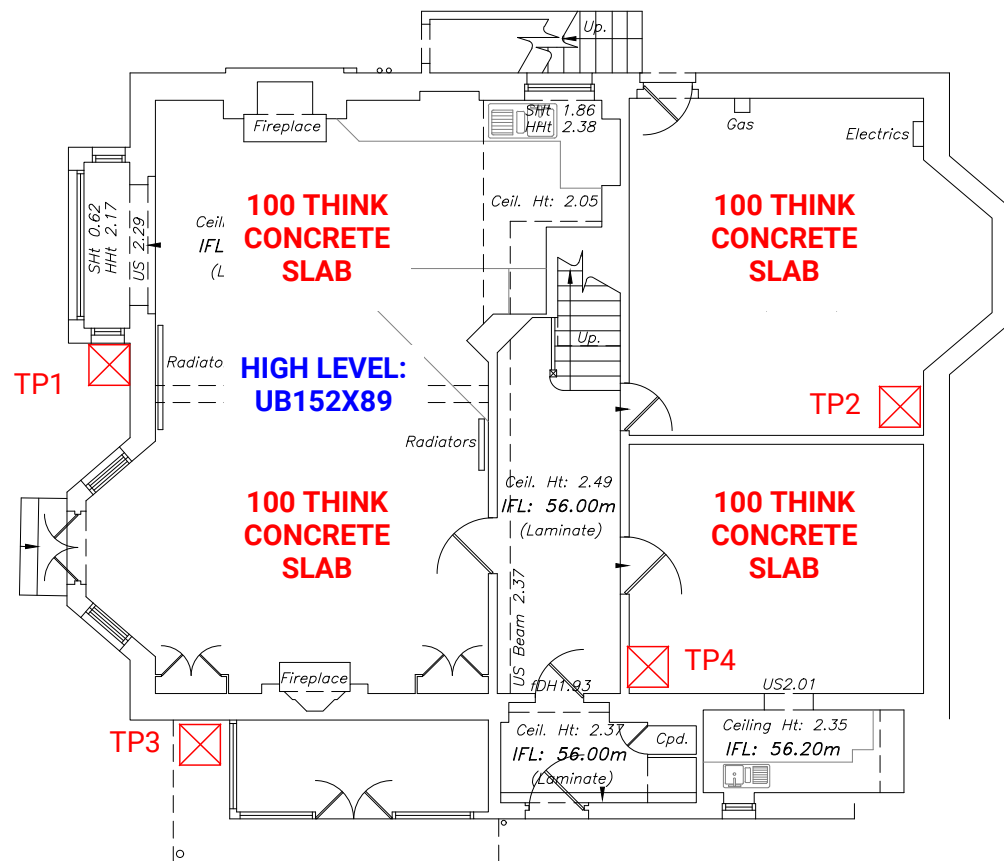 Up.
Fireplace
SHt 1.86
HHt 2.38
Gas
Electrics
SHt 0.62
HHt 2.17
US 2.29
Ceil
IFL
(L
100 THINK
CONCRETE
SLAB
Ceil. Ht: 2.05
100 THINK
CONCRETE
SLAB
TP1
Radiato
HIGH LEVEL:
UB152X89
Up.
TP2
Radiators
Ceil. Ht: 2.49
IFL: 56.00m
(Laminate)
100 THINK
CONCRETE
SLAB
100 THINK
CONCRETE
SLAB
US Beam 2.37
Fireplace
TP4
fDH1.93
US2.01
TP3
Ceil. Ht: 2.37
IFL: 56.00m
(Laminate)
Cpd.
Ceiling Ht: 2.35
IFL: 56.20m